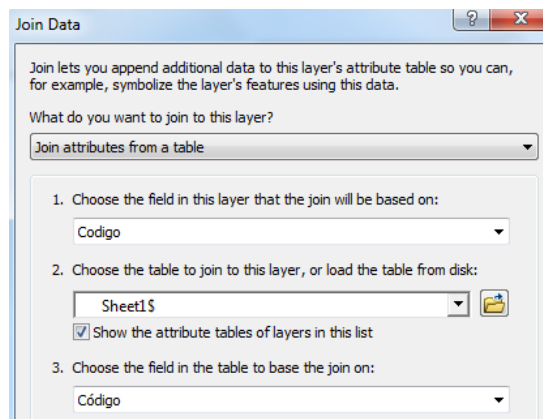 Join Data
Join lets you append additional data to this layer's attribute table so you can,
for example, symbolize the layer's features using this data.
What do you want to join to this layer?
Join attributes from a table
1. Choose the field in this layer that the join will be based on:
Codigo
2. Choose the table to join to this layer, or load the table from disk:
Sheet1$
Show the attribute tables of layers in this list
3. Choose the field in the table to base the join on:
Código